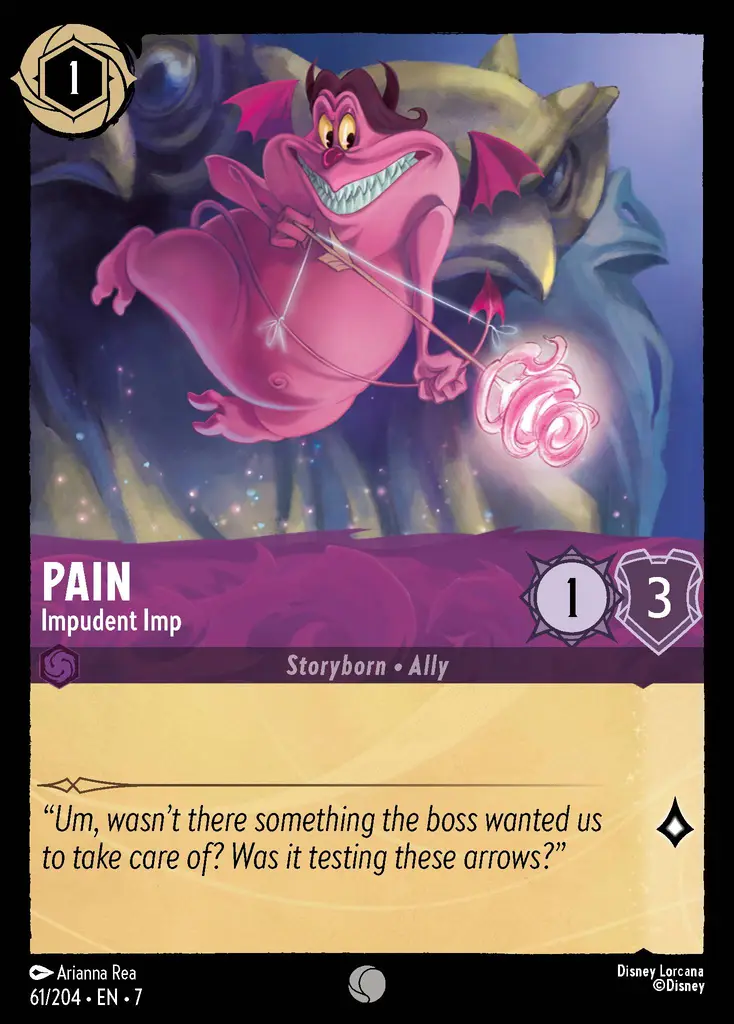 1
PAIN
Impudent Imp
1
3
Storyborn • Ally
“Um, wasn’t there something the boss wanted us
to take care of? Was it testing these arrows?”
Arianna Rea
61/204 • EN • 7
Disney Lorcana
©Disney